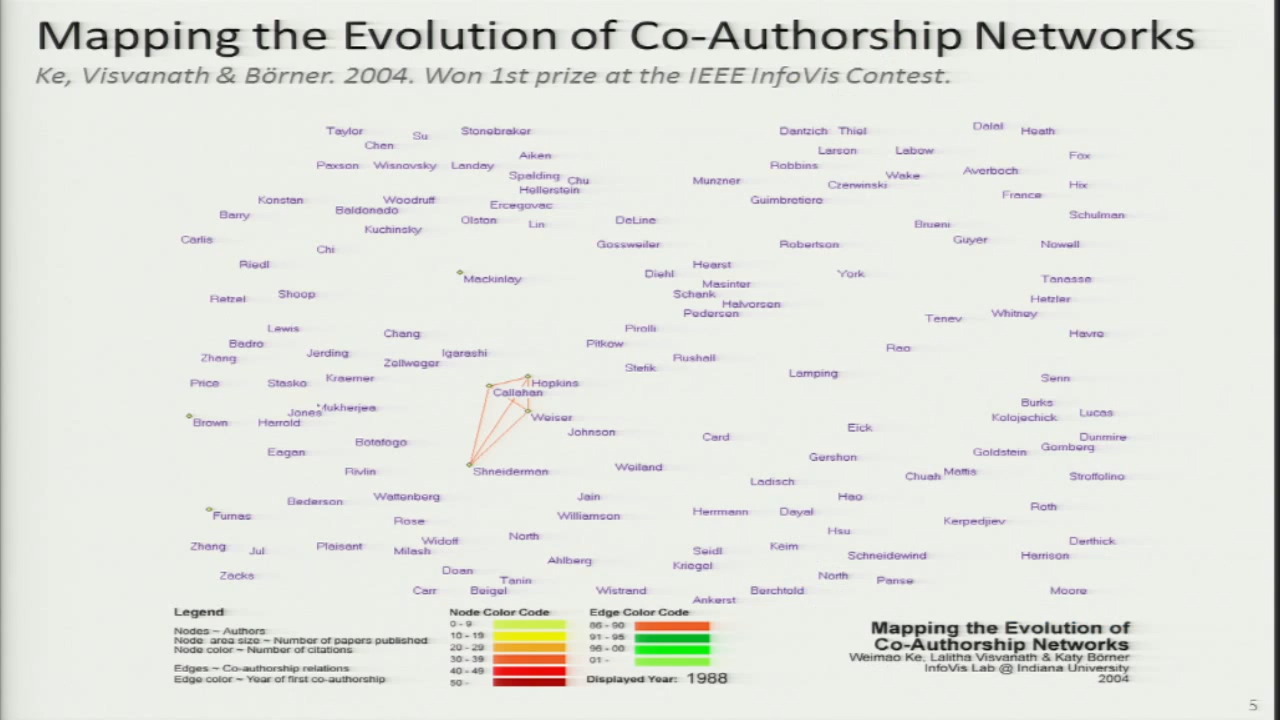 Mapping the Evolution of Co-Authorship Networks
Ke, Visvanath & Börner. 2004. Won 1st prize at the IEEE InfoVis Contest.
Taylor Su Stonebraker Dantzich Thiel Dalal Heath
Chen Aiken Larson Labow Fox
Paxson Wisnovsky Landay Robbins Averboch
Spalding Chu Munzner Czerwinski Wake Hix
Hellerstein France
Konstan Woodruff Ercegovac Guimbretiere
Barry Baldonado Olston Lin DeLine Brueni Schulman
Kuchinsky
Carlis Chi Gossweiler Robertson Guyer Nowell
Riedl Mackinlay Diehl Hearst York Tanasse
Masinter
Retzel Shoop Schank Halvorsen Hetzler
Pedersen Tenev Whitney
Lewis Chang Pirolli Havre
Badro Jerding Igarashi Pitkow Rao
Zhang Zellweger Stefik Rushall
Price Stasko Kraemer Hopkins Lamping Senn
Callahan
Jones Mukherjea Burks
Brown Harrold Weiser Kolojechick Lucas
Johnson Card Eick Dunmire
Eagan Botafogo Goldstein Gomberg
Rivlin Shneiderman Weiland Gershon Chuah Mattis Stroffolino
Ladisch
Bederson Wattenberg Jain Hao Roth
Furnas Rose Williamson Herrmann Dayal Kerpedjiev
North Hsu
Zhang Jul Plaisant Widoff Milash Seidl Keim Schneidewind Harrison Derthick
Zacks Doan Ahlberg Kriegel North Panse
Tanin
Carr Beigel Wistrand Ankerst Berchtold Moore
Legend
Nodes ~ Authors
Node area size ~ Number of papers published
Node color ~ Number of citations
Edges ~ Co-authorship relations
Edge color ~ Year of first co-authorship
Node Color Code
0 - 9
10 - 19
20 - 29
30 - 39
40 - 49
50 -
Edge Color Code
86 - 90
91 - 95
96 - 00
01 -
Displayed Year: 1988
Mapping the Evolution of
Co-Authorship Networks
Weimao Ke, Lalitha Visvanath & Katy Börner
InfoVis Lab @ Indiana University
2004
5